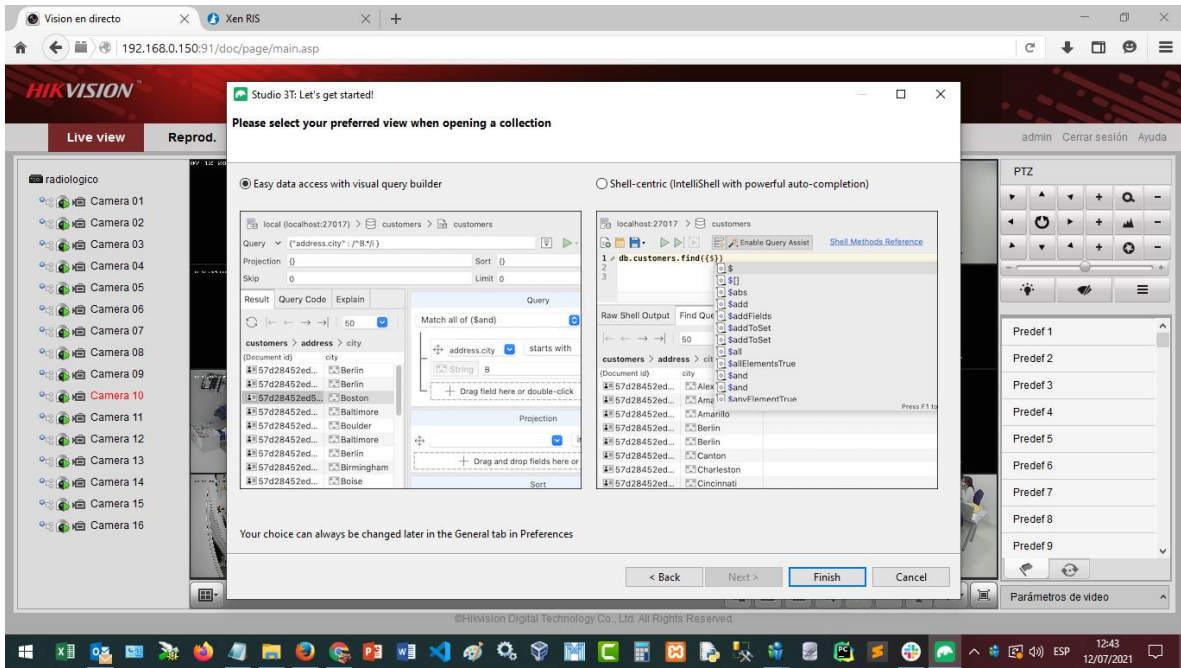 Vision en directo
Xen RIS
192.168.0.150:91/doc/page/main.asp
HIKVISION
Live view
Reprod.
admin Cerrar sesión Ayuda
radiologico
Camera 01
Camera 02
Camera 03
Camera 04
Camera 05
Camera 06
Camera 07
Camera 08
Camera 09
Camera 10
Camera 11
Camera 12
Camera 13
Camera 14
Camera 15
Camera 16
Studio 3T: Let's get started!
Please select your preferred view when opening a collection
Easy data access with visual query builder
local (localhost:27017) > customers > customers
Query {"address.city" : /^B.*/i }
Projection {} Sort {}
Skip 0 Limit 0
Result Query Code Explain
50
customers > address > city
(Document id) city
57d28452ed... Berlin
57d28452ed... Berlin
57d28452ed5... Boston
57d28452ed... Baltimore
57d28452ed... Boulder
57d28452ed... Baltimore
57d28452ed... Berlin
57d28452ed... Birmingham
57d28452ed... Boise
Query
Match all of ($and)
address.city starts with
String B
Drag field here or double-click
Projection
Drag and drop fields here or
Sort
Shell-centric (IntelliShell with powerful auto-completion)
localhost:27017 > customers
Enable Query Assist Shell Methods Reference
1 db.customers.find({$})
2
3
$
$[]
$abs
$add
$addFields
$addToSet
$addToSet
$all
$allElementsTrue
$and
$and
$anyElementTrue
Press F1 to
Raw Shell Output Find Que
50
customers > address > cit
(Document id) city
57d28452ed... Alex
57d28452ed... Ama
57d28452ed... Amarillo
57d28452ed... Berlin
57d28452ed... Berlin
57d28452ed... Canton
57d28452ed... Charleston
57d28452ed... Cincinnati
Your choice can always be changed later in the General tab in Preferences
< Back Next > Finish Cancel
PTZ
Predef 1
Predef 2
Predef 3
Predef 4
Predef 5
Predef 6
Predef 7
Predef 8
Predef 9
Parámetros de video
©Hikvision Digital Technology Co., Ltd. All Rights Reserved.
ESP
12:43
12/07/2021